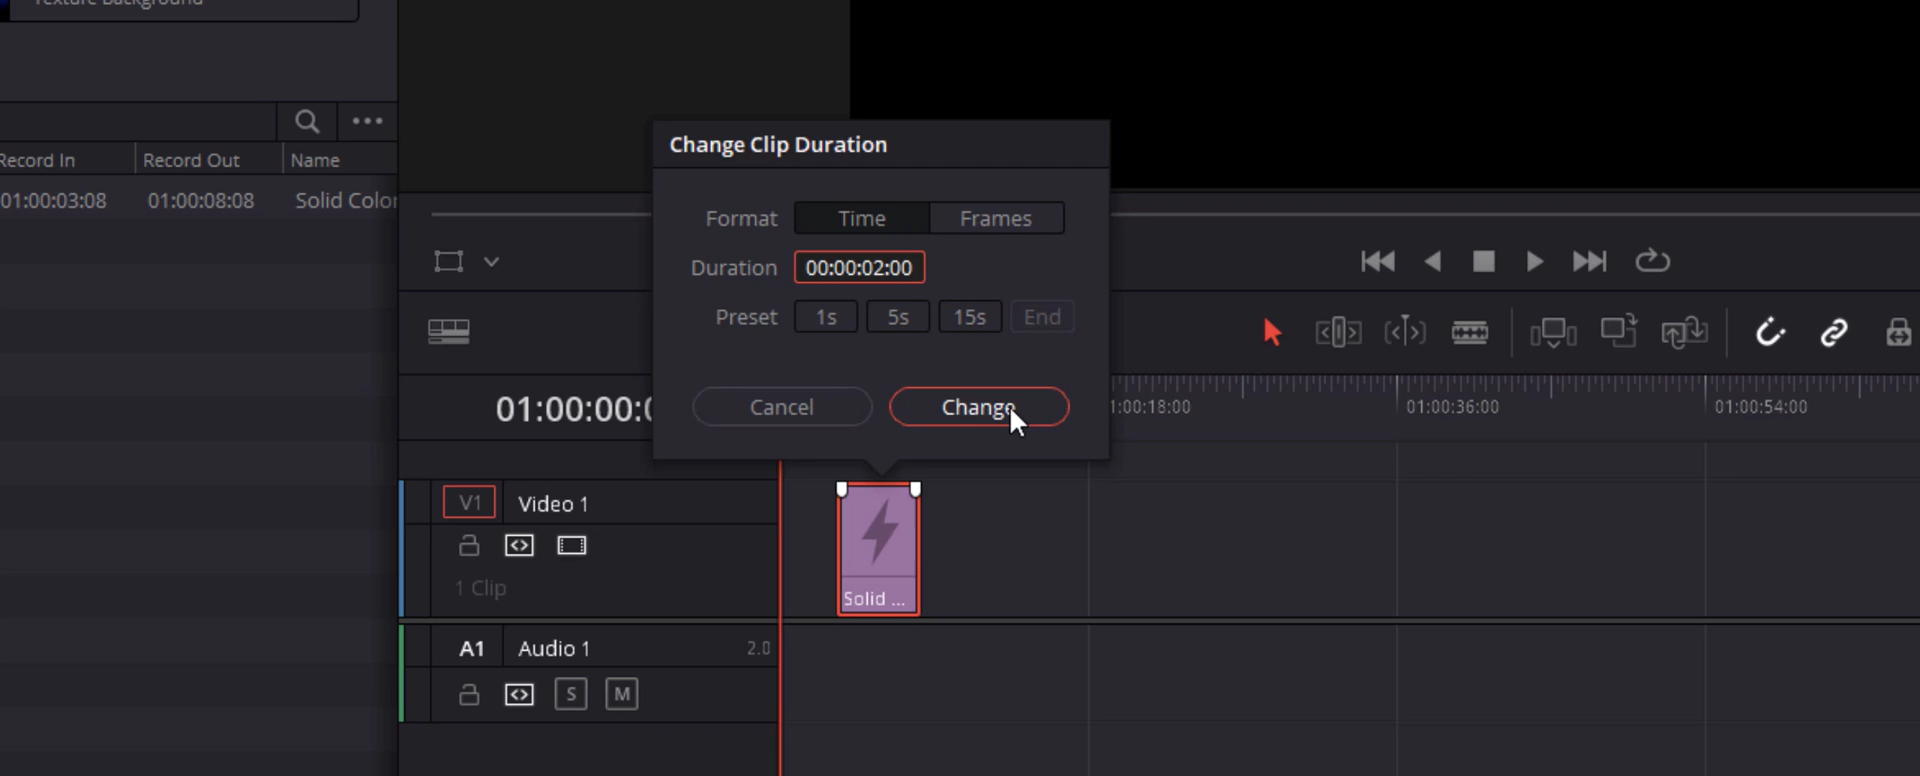 Texture Background
Record In Record Out Name
01:00:03:08 01:00:08:08 Solid Color
Change Clip Duration
Format Time Frames
Duration 00:00:02:00
Preset 1s 5s 15s End
Cancel Change
01:00:00:0
1:00:18:00 01:00:36:00 01:00:54:00
V1 Video 1
1 Clip
Solid ...
A1 Audio 1 2.0
S M